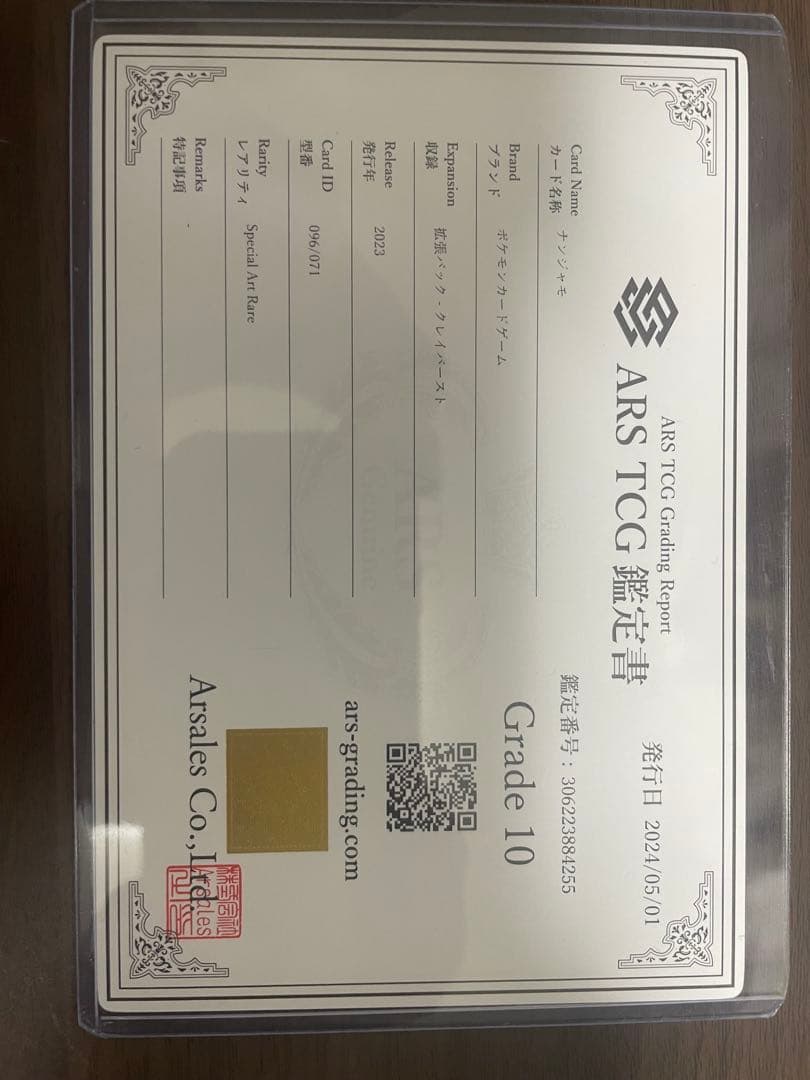 ARS TCG Grading Report
ARS TCG 鑑定書
発行日 2024/05/01
Card Name
カード名称 ナンジャモ
Brand
ブランド ポケモンカードゲーム
Expansion
収録 拡張パック - クレイバースト
Release
発行年 2023
Card ID
型番 096/071
Rarity
レアリティ Special Art Rare
Remarks
特記事項 -
鑑定番号：306223884255
Grade 10
ars-grading.com
Arsales Co.,Ltd.
株式会社
Arsales